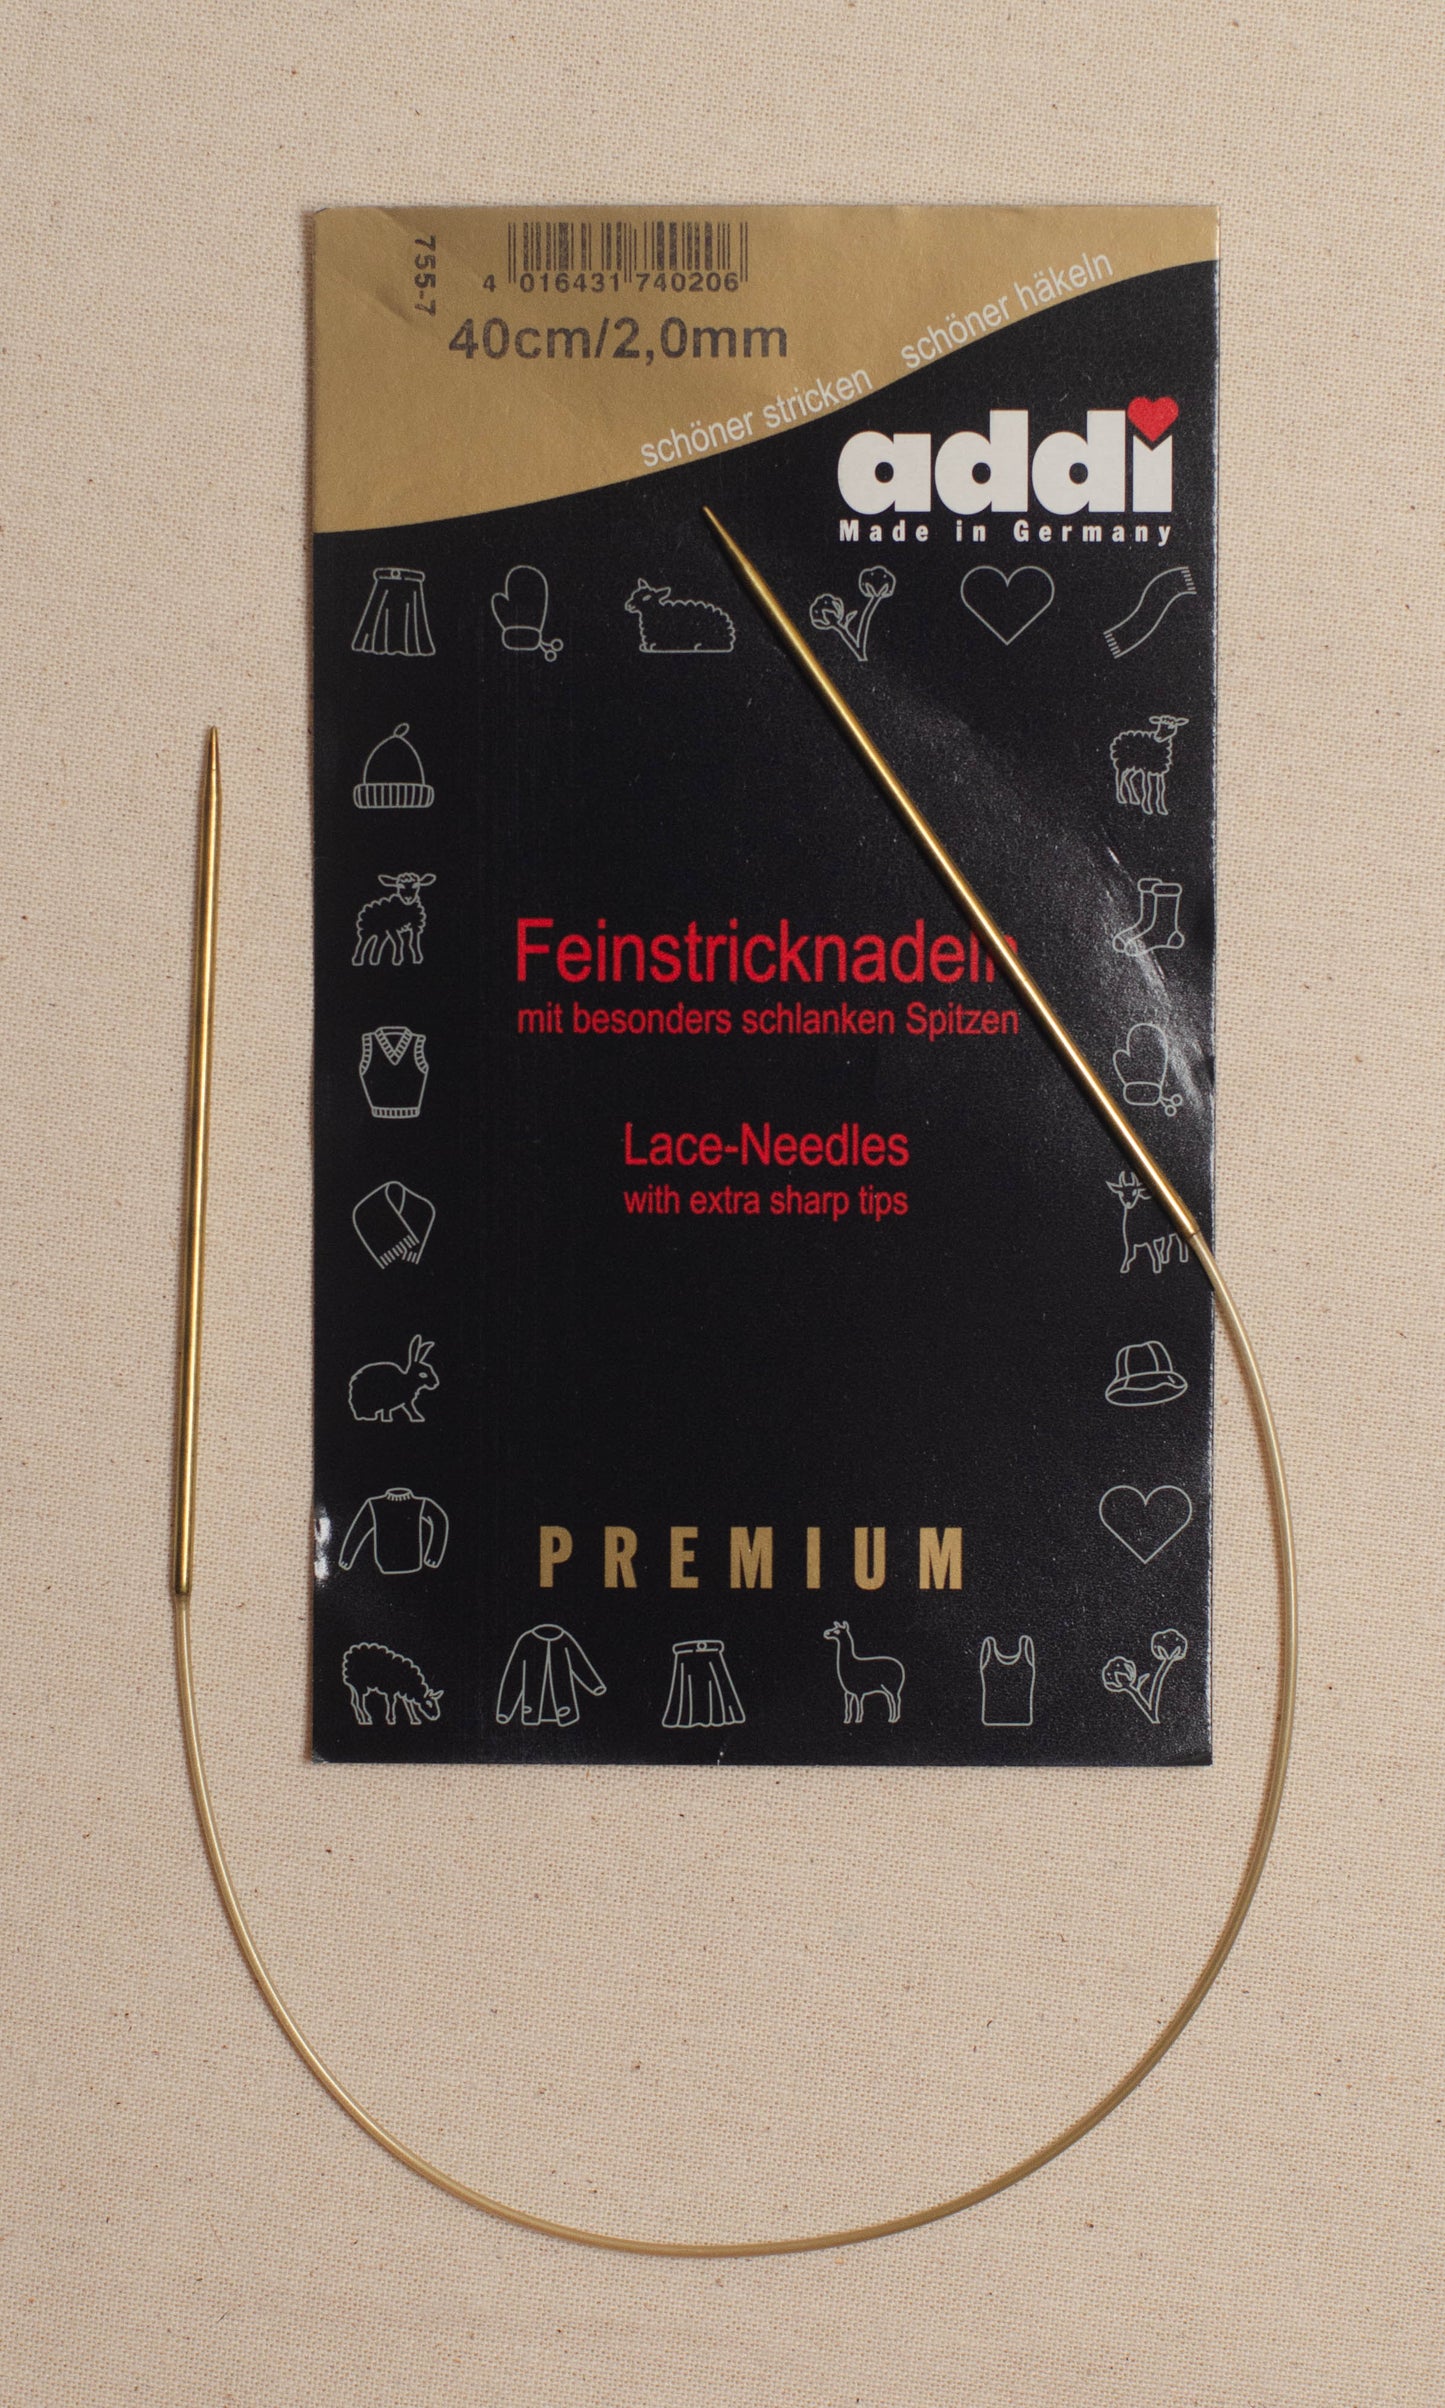 755-7
4 016431 740206
40cm/2,0mm
schöner stricken schöner häkeln
addi
Made in Germany
Feinstricknadeln
mit besonders schlanken Spitzen
Lace-Needles
with extra sharp tips
PREMIUM